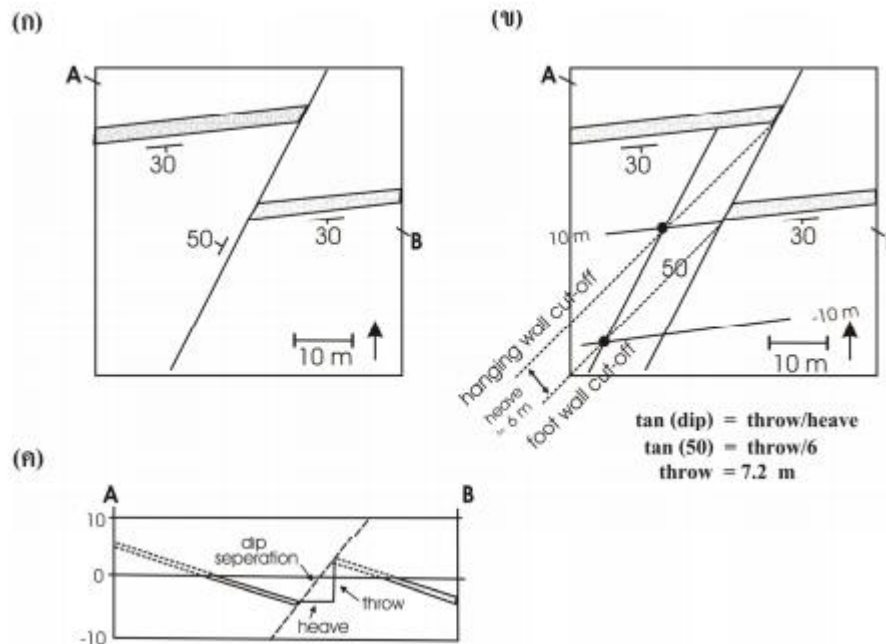 (ก)
A
30
50
30
B
10 m
(ข)
A
10 m
50
30
30
-10 m
10 m
hanging wall cut-off
heave
= 6 m
foot wall cut-off
tan (dip) = throw/heave
tan (50) = throw/6
throw = 7.2 m
(ค)
A
B
10
0
-10
dip
seperation
throw
heave